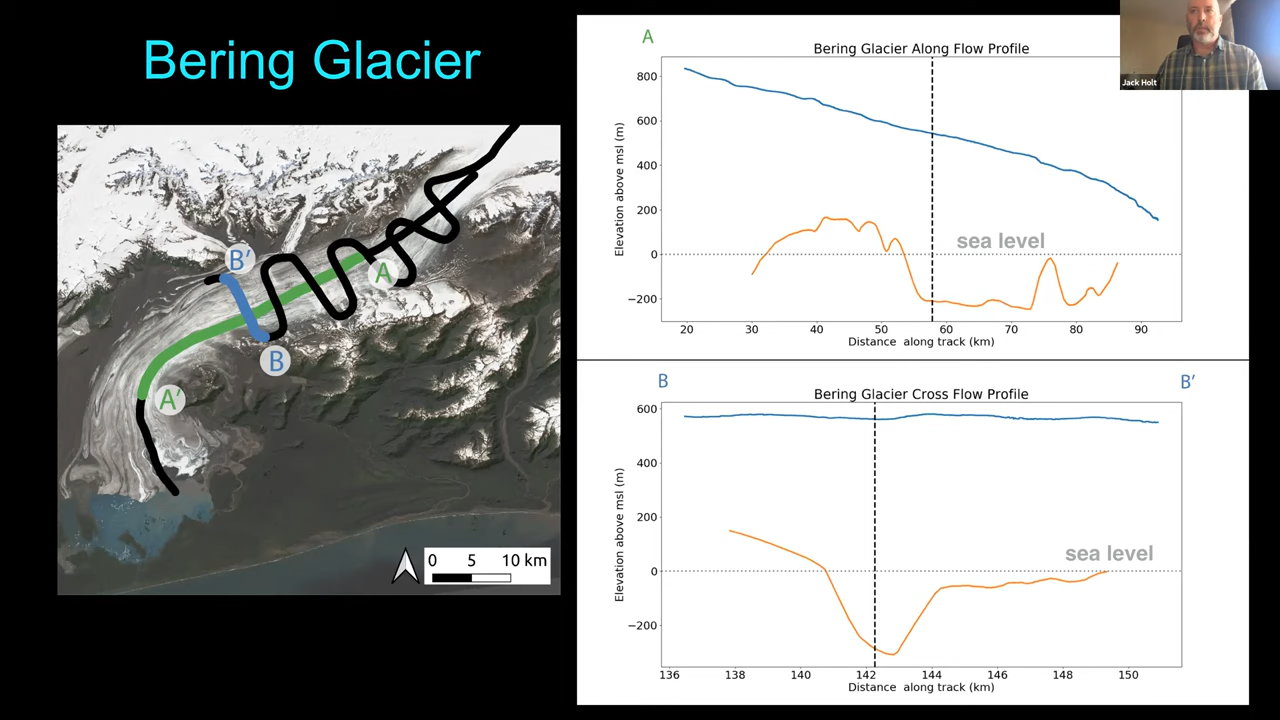 Bering Glacier
B′
A
B
A′
0 5 10 km
A
Bering Glacier Along Flow Profile
Elevation above msl (m)
800
600
400
200
0
−200
sea level
20 30 40 50 60 70 80 90
Distance along track (km)
Jack Holt
B
B′
Bering Glacier Cross Flow Profile
Elevation above msl (m)
600
400
200
0
−200
sea level
136 138 140 142 144 146 148 150
Distance along track (km)